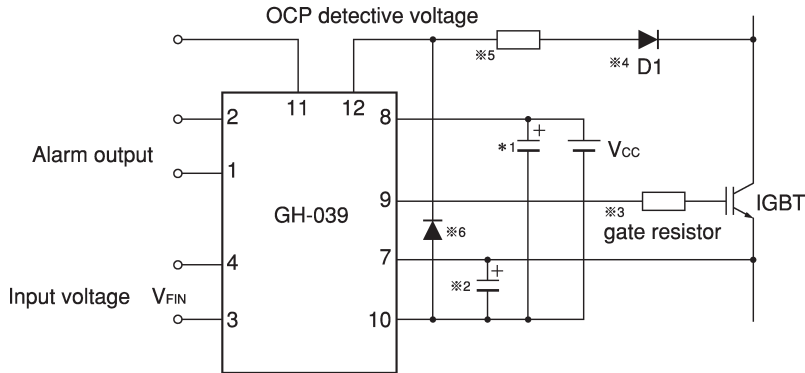 OCP detective voltage
※5
※4 D1
11 12
2 8
Alarm output
*1 + VCC
1
9
GH-039
※3
IGBT
gate resistor
※6
7
4
+
※2
Input voltage VFIN
3 10